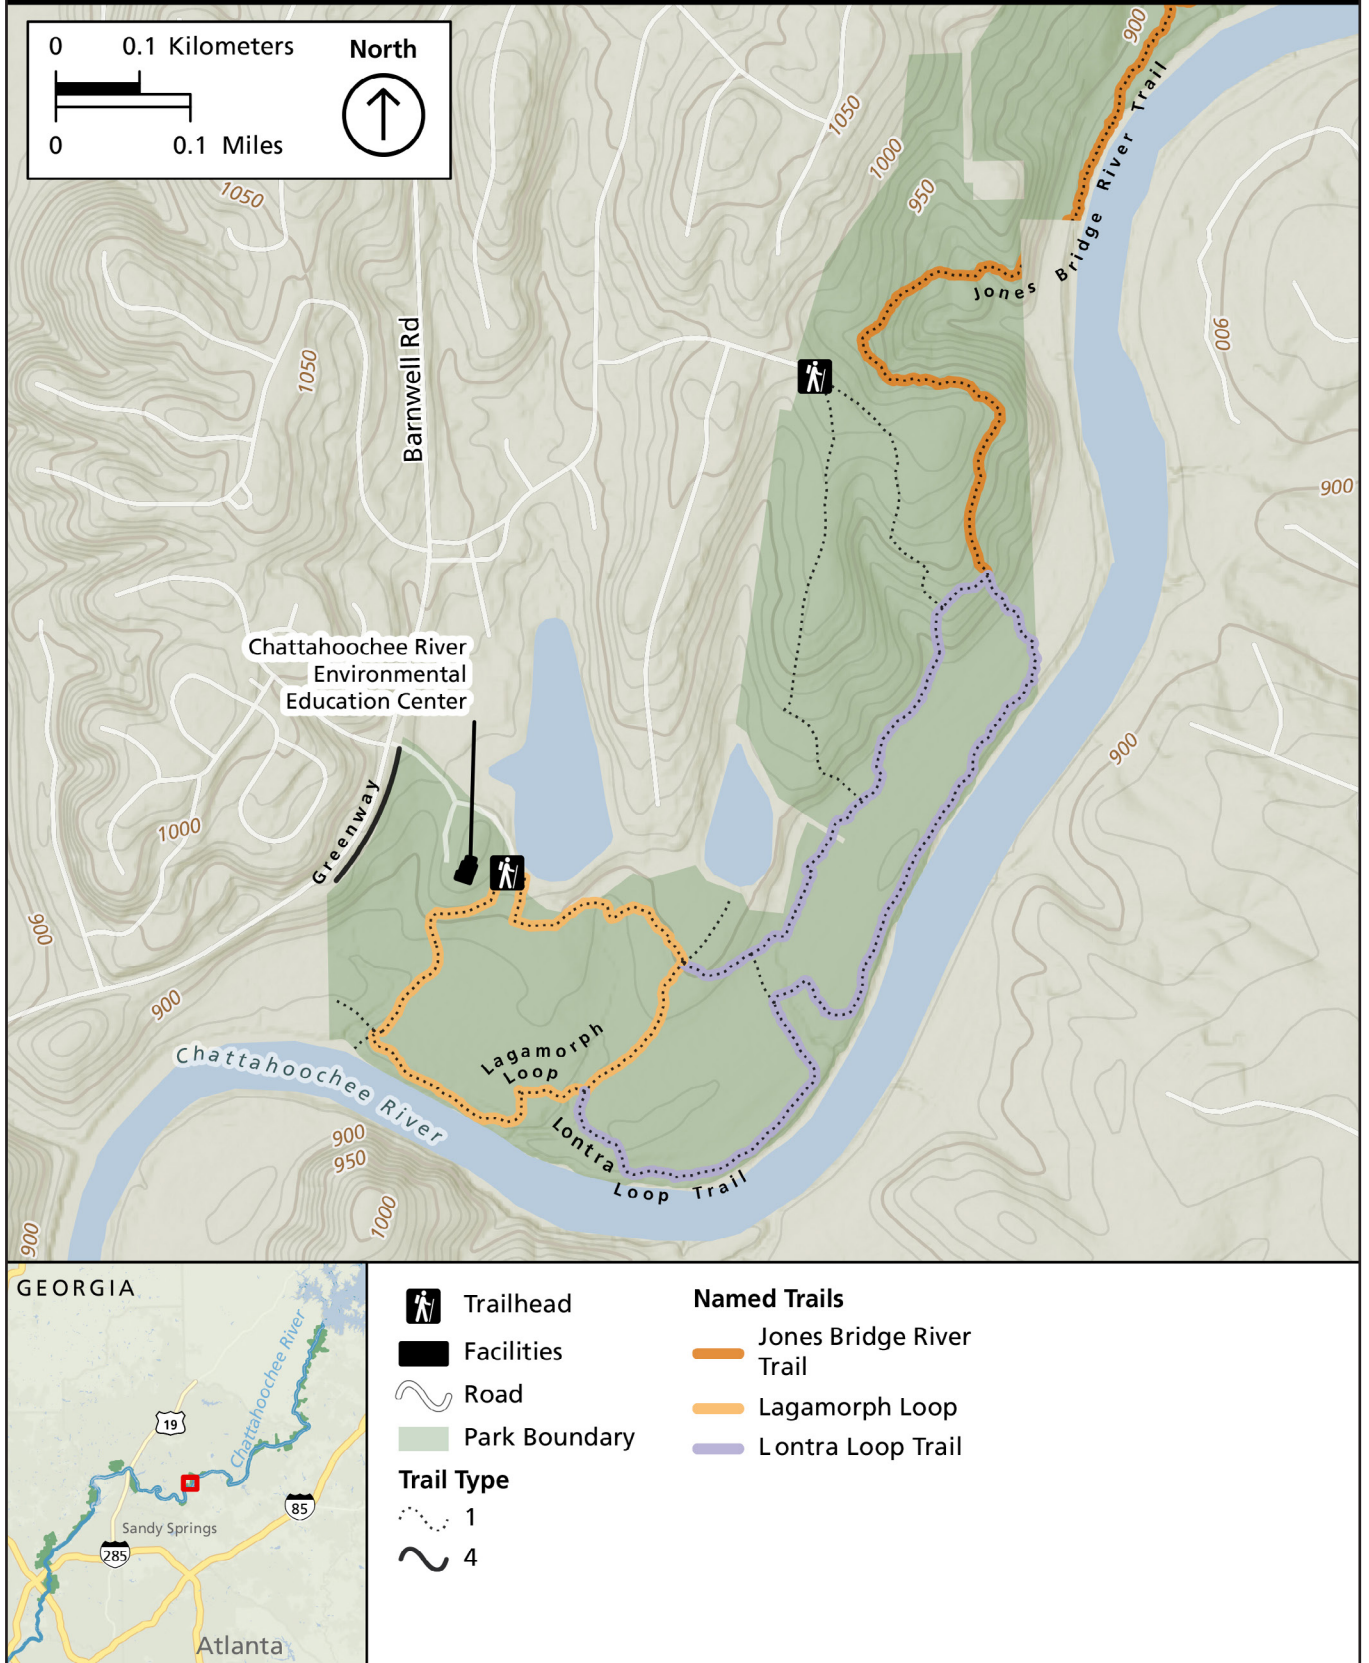 0 0.1 Kilometers
North
0 0.1 Miles
900
1050
1000
950
1050
Jones Bridge River Trail
900
1050
Barnwell Rd
900
Chattahoochee River
Environmental
Education Center
900
1000
Greenway
900
900
Lagamorph
Loop
Chattahoochee River
Lontra
Loop Trail
900
950
1000
900
GEORGIA
Chattahoochee River
19
85
Sandy Springs
285
Atlanta
Trailhead
Facilities
Road
Park Boundary
Trail Type
1
4
Named Trails
Jones Bridge River
Trail
Lagamorph Loop
Lontra Loop Trail